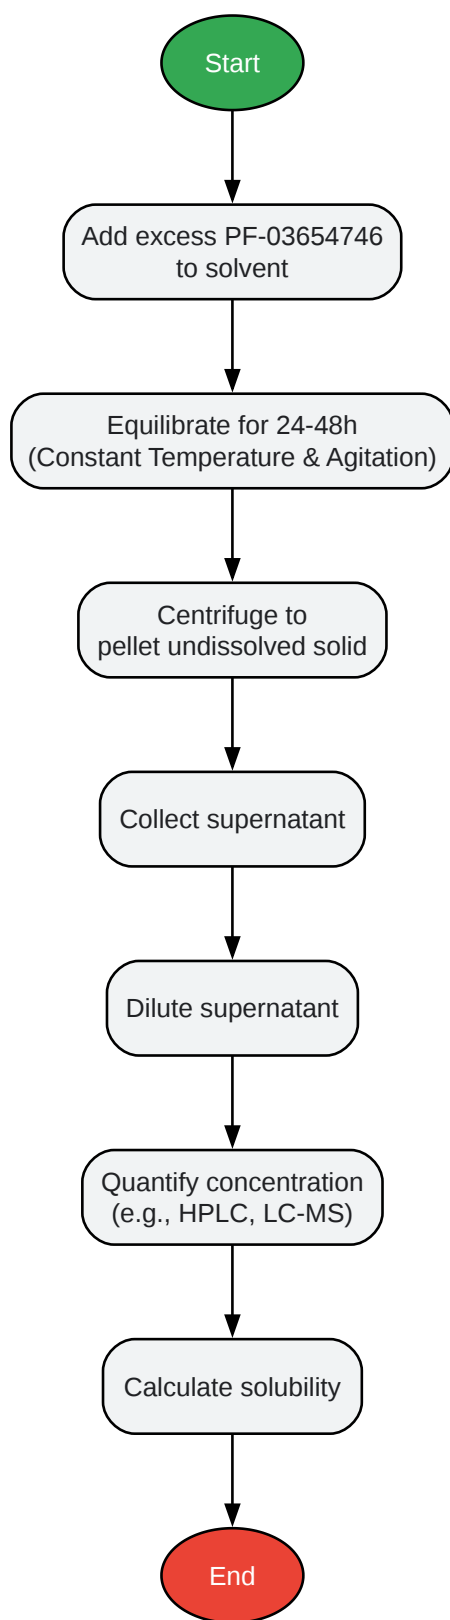 Start
Add excess PF-03654746
to solvent
Equilibrate for 24-48h
(Constant Temperature & Agitation)
Centrifuge to
pellet undissolved solid
Collect supernatant
Dilute supernatant
Quantify concentration
(e.g., HPLC, LC-MS)
Calculate solubility
End